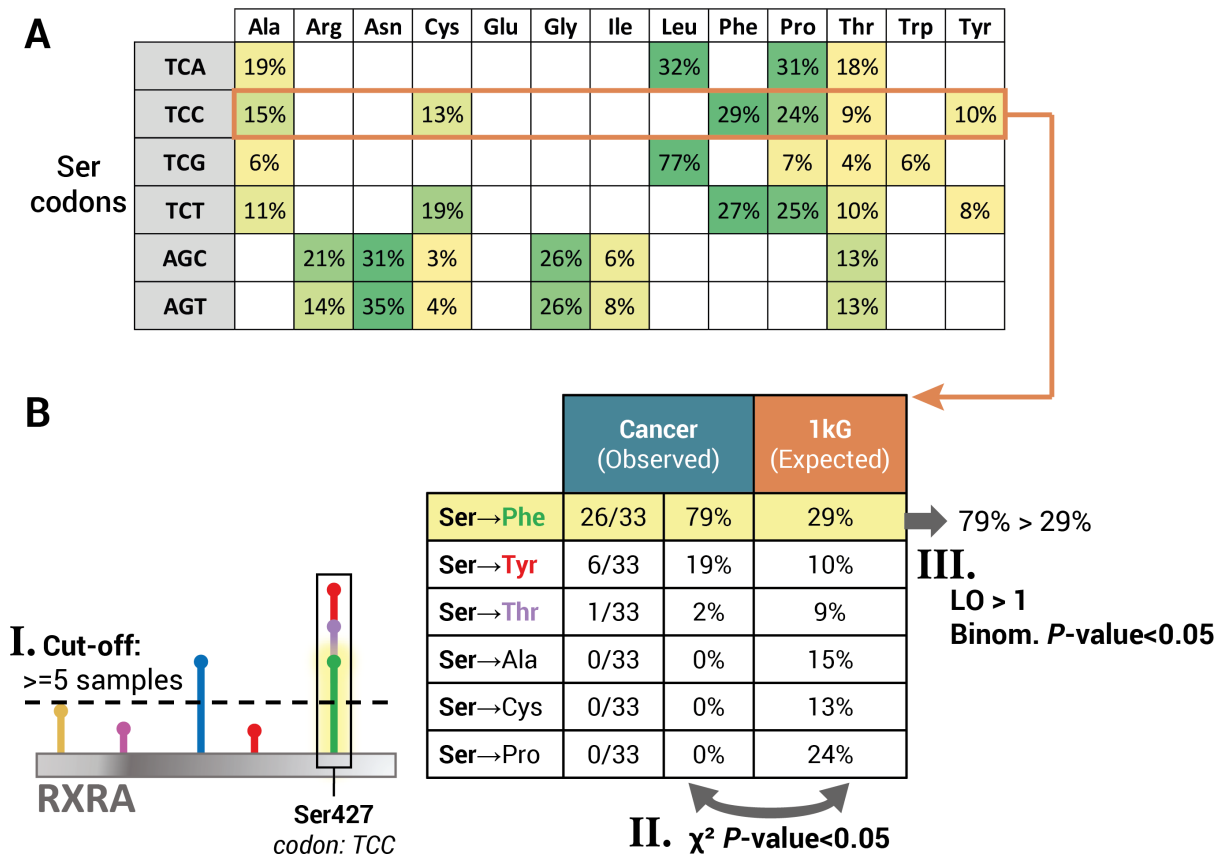 A
Ala Arg Asn Cys Glu Gly Ile Leu Phe Pro Thr Trp Tyr
TCA 19% 32% 31% 18%
TCC 15% 13% 29% 24% 9% 10%
Ser codons
TCG 6% 77% 7% 4% 6%
TCT 11% 19% 27% 25% 10% 8%
AGC 21% 31% 3% 26% 6% 13%
AGT 14% 35% 4% 26% 8% 13%
B
Cancer (Observed)
1kG (Expected)
Ser→Phe 26/33 79% 29%
79% > 29%
Ser→Tyr 6/33 19% 10%
III.
Ser→Thr 1/33 2% 9%
LO > 1
Binom. P-value<0.05
Ser→Ala 0/33 0% 15%
Ser→Cys 0/33 0% 13%
Ser→Pro 0/33 0% 24%
I. Cut-off:
>=5 samples
RXRA
Ser427
codon: TCC
II. χ² P-value<0.05